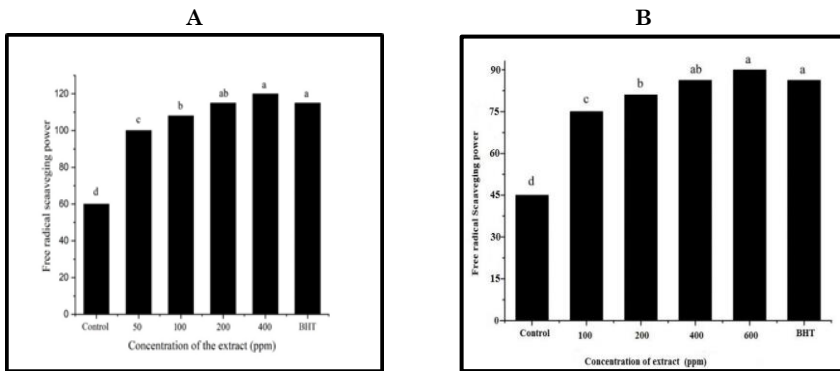 A
Free radical scaaveging power
120
100
80
60
40
20
0
d
c
b
ab
a
a
Control 50 100 200 400 BHT
Concentration of the extract (ppm)
B
Free radical Scaaveging power
90
75
60
45
30
15
0
d
c
b
ab
a
a
Control 100 200 400 600 BHT
Concentration of extract (ppm)